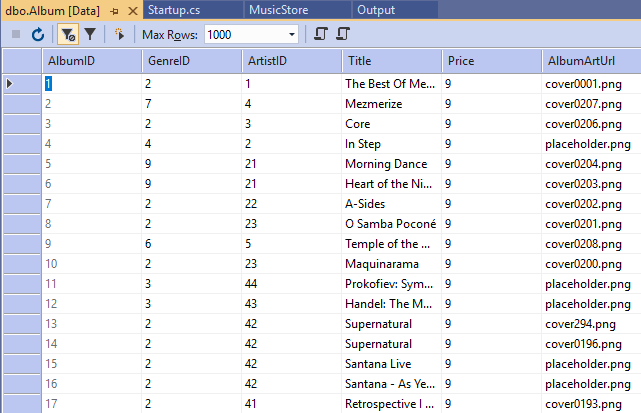 dbo.Album [Data] Startup.cs MusicStore Output
Max Rows: 1000
AlbumID GenreID ArtistID Title Price AlbumArtUrl
1 2 1 The Best Of Me... 9 cover0001.png
2 7 4 Mezmerize 9 cover0207.png
3 2 3 Core 9 cover0206.png
4 4 2 In Step 9 placeholder.png
5 9 21 Morning Dance 9 cover0204.png
6 9 21 Heart of the Ni... 9 cover0203.png
7 2 22 A-Sides 9 cover0202.png
8 2 23 O Samba Poconé 9 cover0201.png
9 6 5 Temple of the ... 9 cover0208.png
10 2 23 Maquinarama 9 cover0200.png
11 3 44 Prokofiev: Sym... 9 placeholder.png
12 3 43 Handel: The M... 9 placeholder.png
13 2 42 Supernatural 9 cover294.png
14 2 42 Supernatural 9 cover0196.png
15 2 42 Santana Live 9 placeholder.png
16 2 42 Santana - As Ye... 9 placeholder.png
17 2 41 Retrospective I ... 9 cover0193.png